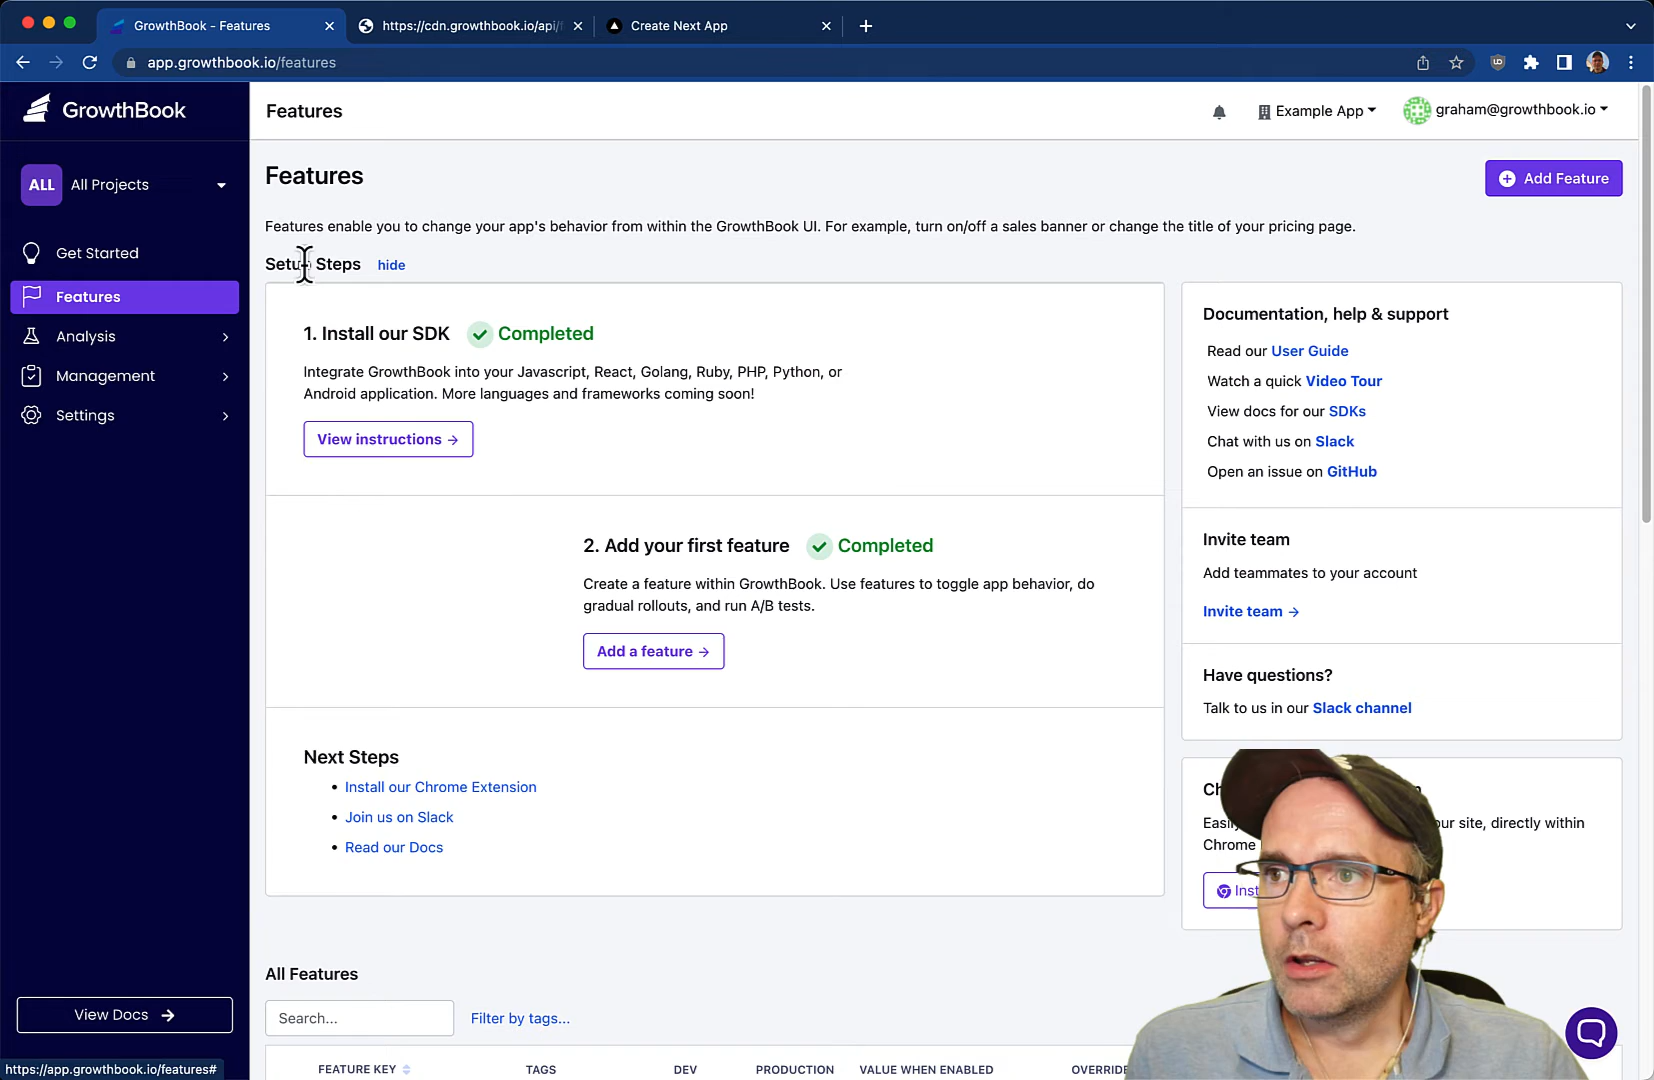 GrowthBook - Features
https://cdn.growthbook.io/api/f
Create Next App
app.growthbook.io/features
GrowthBook
Features
Example App
graham@growthbook.io
ALL
All Projects
Get Started
Features
Analysis
Management
Settings
View Docs
https://app.growthbook.io/features#
Features
Add Feature
Features enable you to change your app's behavior from within the GrowthBook UI. For example, turn on/off a sales banner or change the title of your pricing page.
Setup Steps hide
1. Install our SDK Completed
Integrate GrowthBook into your Javascript, React, Golang, Ruby, PHP, Python, or
Android application. More languages and frameworks coming soon!
View instructions →
2. Add your first feature Completed
Create a feature within GrowthBook. Use features to toggle app behavior, do
gradual rollouts, and run A/B tests.
Add a feature →
Next Steps
• Install our Chrome Extension
• Join us on Slack
• Read our Docs
Documentation, help & support
Read our User Guide
Watch a quick Video Tour
View docs for our SDKs
Chat with us on Slack
Open an issue on GitHub
Invite team
Add teammates to your account
Invite team →
Have questions?
Talk to us in our Slack channel
your site, directly within
Chrome
All Features
Search...
Filter by tags...
FEATURE KEY TAGS DEV PRODUCTION VALUE WHEN ENABLED